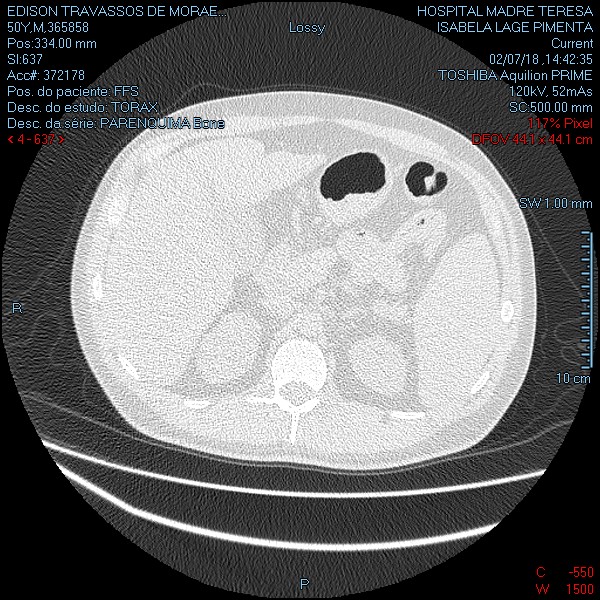 EDISON TRAVASSOS DE MORAE...
50Y,M,365858
Pos:334.00 mm
SI:637
Acc#: 372178
Pos. do paciente: FFS
Desc. do estudo: TORAX
Desc. da série: PARENQUIMA Bone
< 4 - 637 >
Lossy
HOSPITAL MADRE TERESA
ISABELA LAGE PIMENTA
Current
02/07/18 ,14:42:35
TOSHIBA Aquilion PRIME
120kV, 52mAs
SC:500.00 mm
117% Pixel
DFOV:44.1 x 44.1 cm
SW:1.00 mm
R
10 cm
P
C -550
W 1500